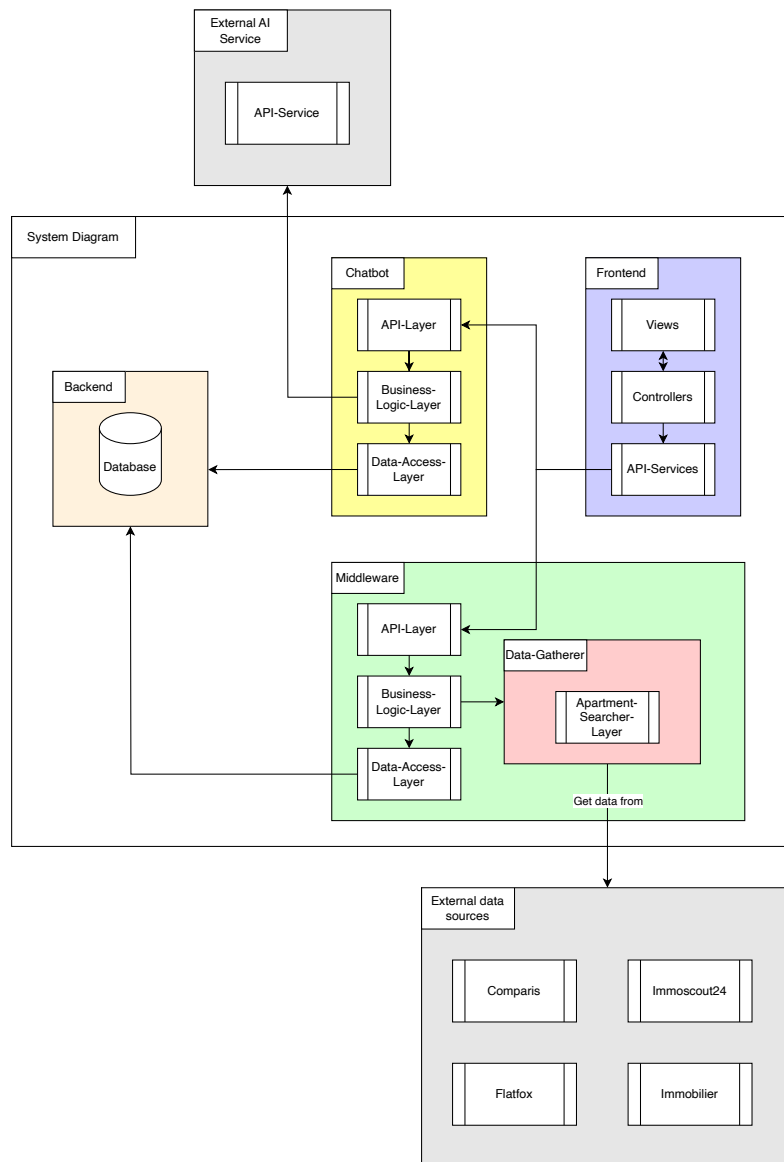 External AI
Service
API-Service
System Diagram
Chatbot
API-Layer
Business-
Logic-Layer
Data-Access-
Layer
Frontend
Views
Controllers
API-Services
Backend
Database
Middleware
API-Layer
Business-
Logic-Layer
Data-Access-
Layer
Data-Gatherer
Apartment-
Searcher-
Layer
Get data from
External data
sources
Comparis
Immoscout24
Flatfox
Immobilier